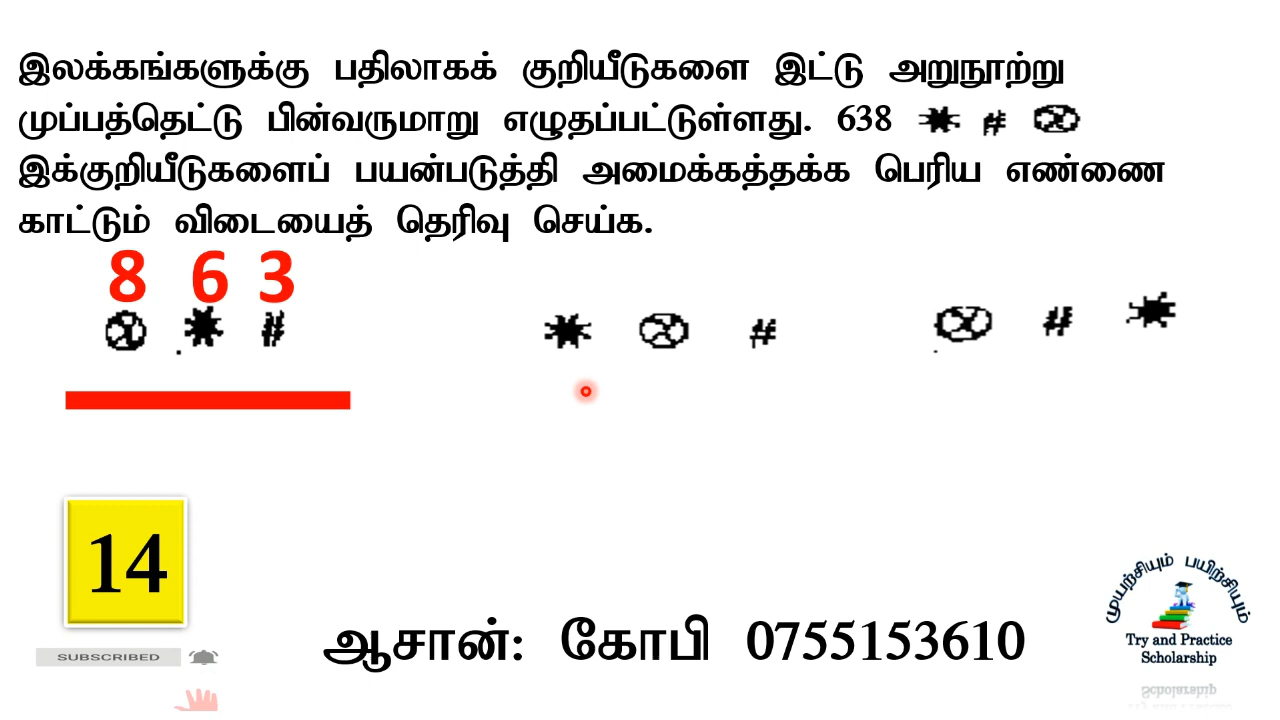 இலக்கங்களுக்கு பதிலாகக் குறியீடுகளை இட்டு அறுநூற்று
முப்பத்தெட்டு பின்வருமாறு எழுதப்பட்டுள்ளது. 638
இக்குறியீடுகளைப் பயன்படுத்தி அமைக்கத்தக்க பெரிய எண்ணை
காட்டும் விடையைத் தெரிவு செய்க.
8 6 3
#
#
#
14
SUBSCRIBED
ஆசான்: கோபி 0755153610
முயற்சியும் பயிற்சியும்
Try and Practice
Scholarship